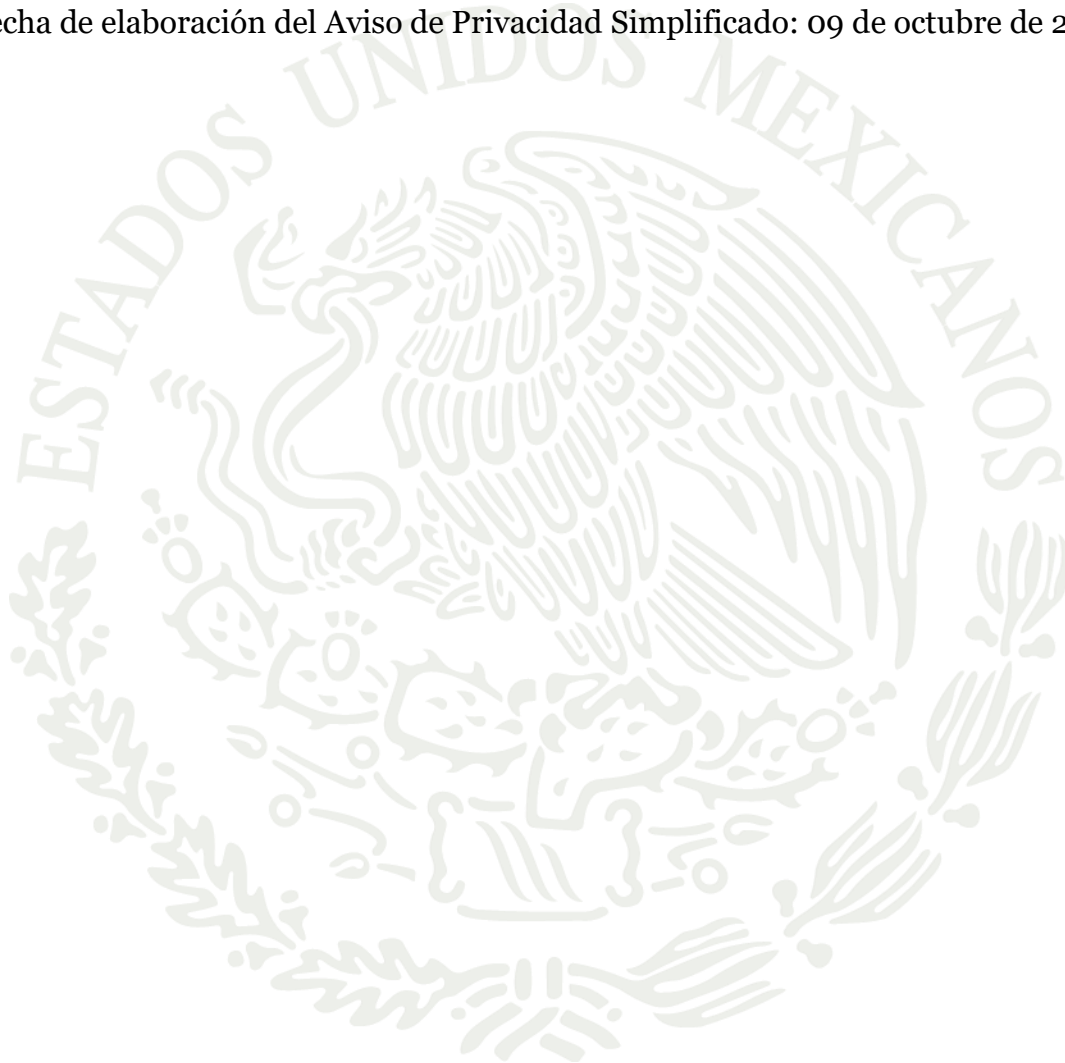 echa de elaboración del Aviso de Privacidad Simplificado: 09 de octubre de 2
ESTADOS UNIDOS MEXICANOS